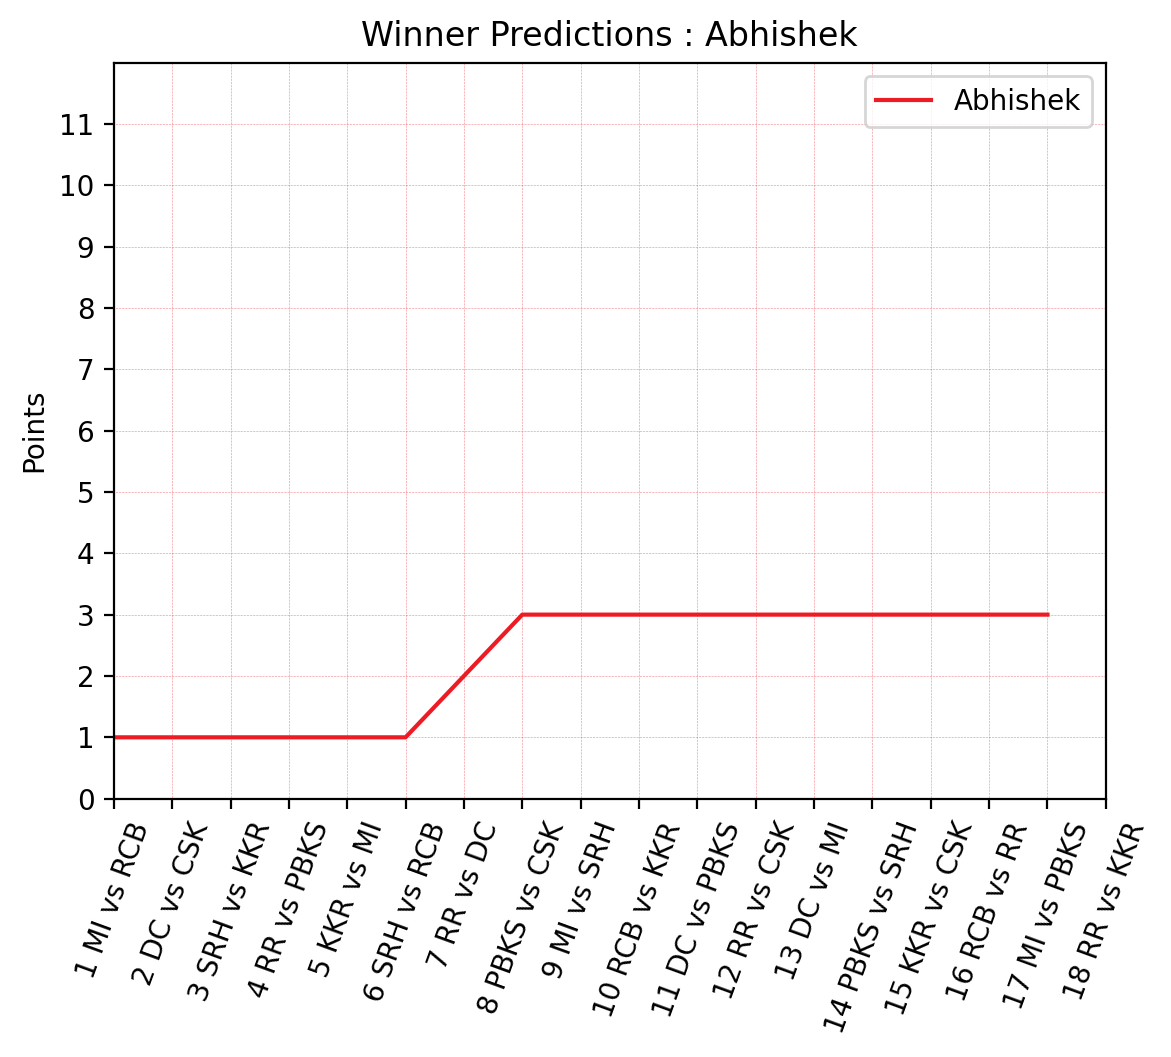 Winner Predictions : Abhishek
Abhishek
Points
11
10
9
8
7
6
5
4
3
2
1
0
1 MI vs RCB
2 DC vs CSK
3 SRH vs KKR
4 RR vs PBKS
5 KKR vs MI
6 SRH vs RCB
7 RR vs DC
8 PBKS vs CSK
9 MI vs SRH
10 RCB vs KKR
11 DC vs PBKS
12 RR vs CSK
13 DC vs MI
14 PBKS vs SRH
15 KKR vs CSK
16 RCB vs RR
17 MI vs PBKS
18 RR vs KKR